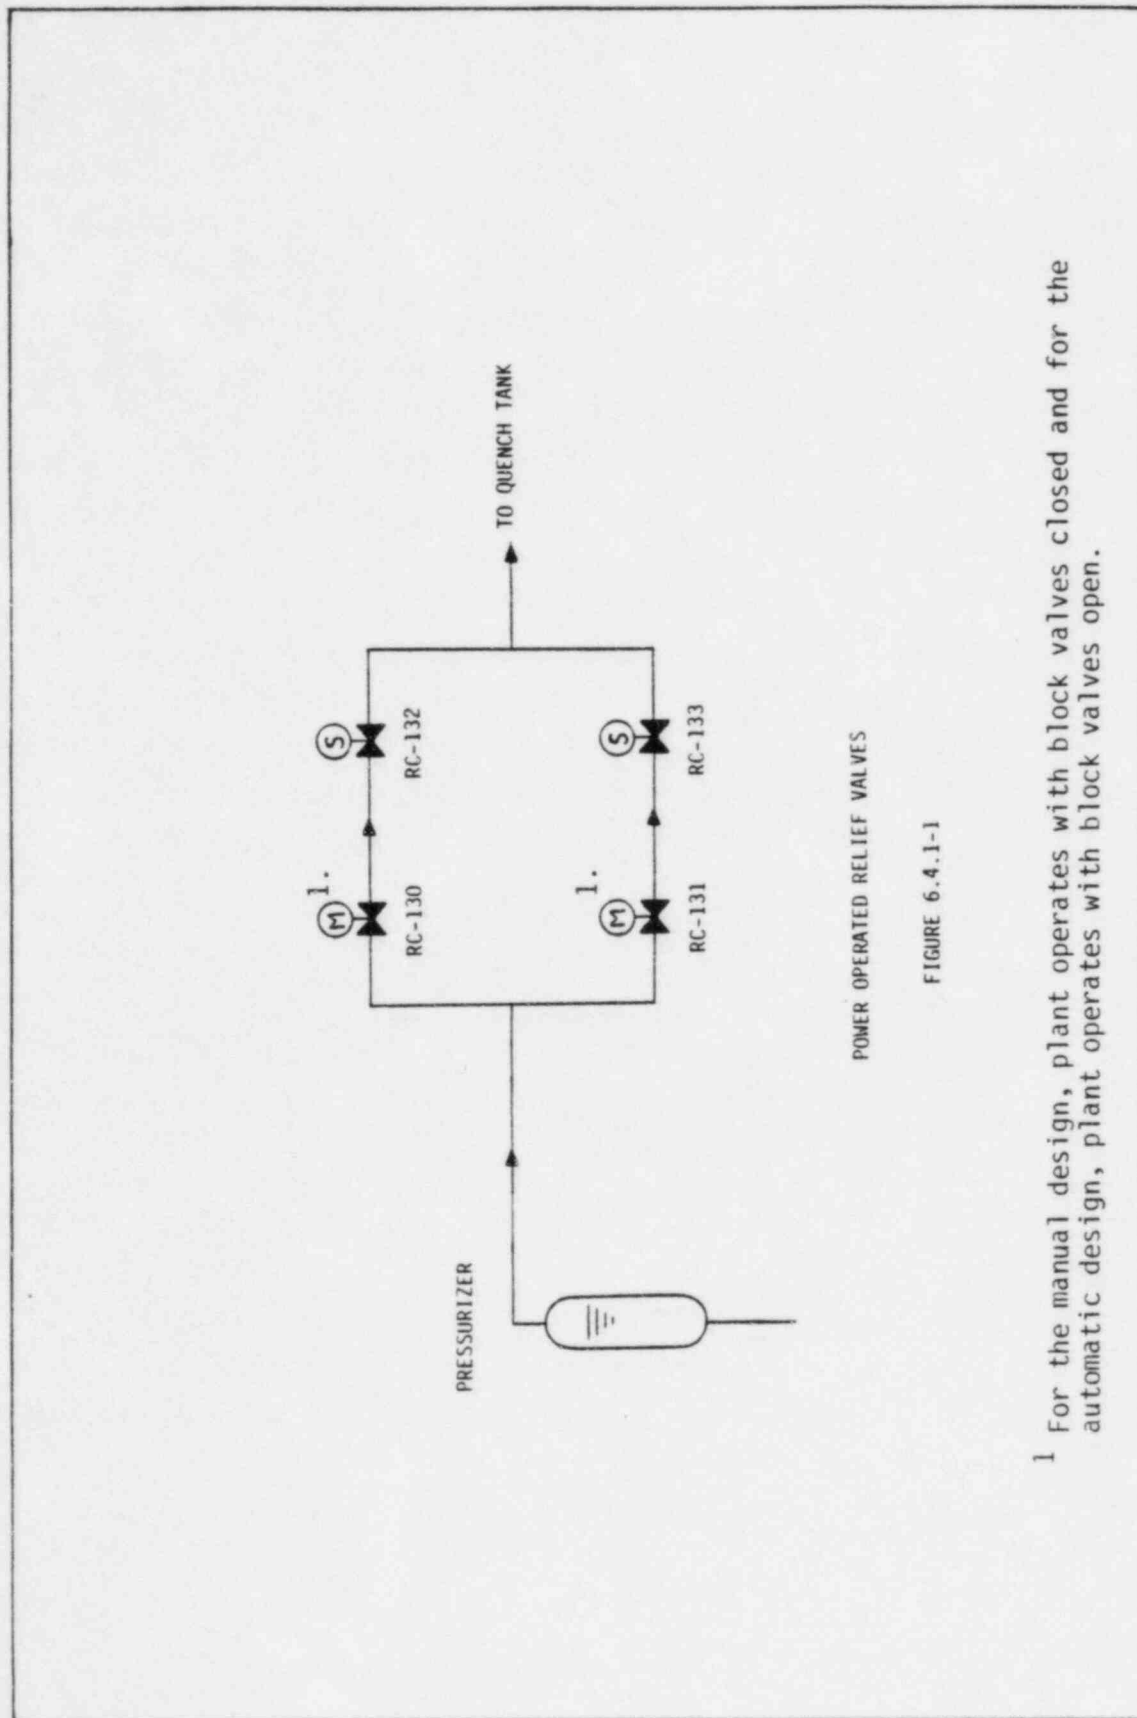 PRESSURIZER
M
1.
RC-130
S
RC-132
TO QUENCH TANK
M
1.
RC-131
S
RC-133
POWER OPERATED RELIEF VALVES
FIGURE 6.4.1-1
1 For the manual design, plant operates with block valves closed and for the
automatic design, plant operates with block valves open.